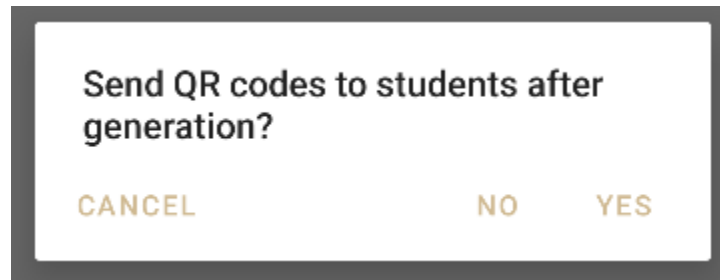 Send QR codes to students after
generation?
CANCEL NO YES